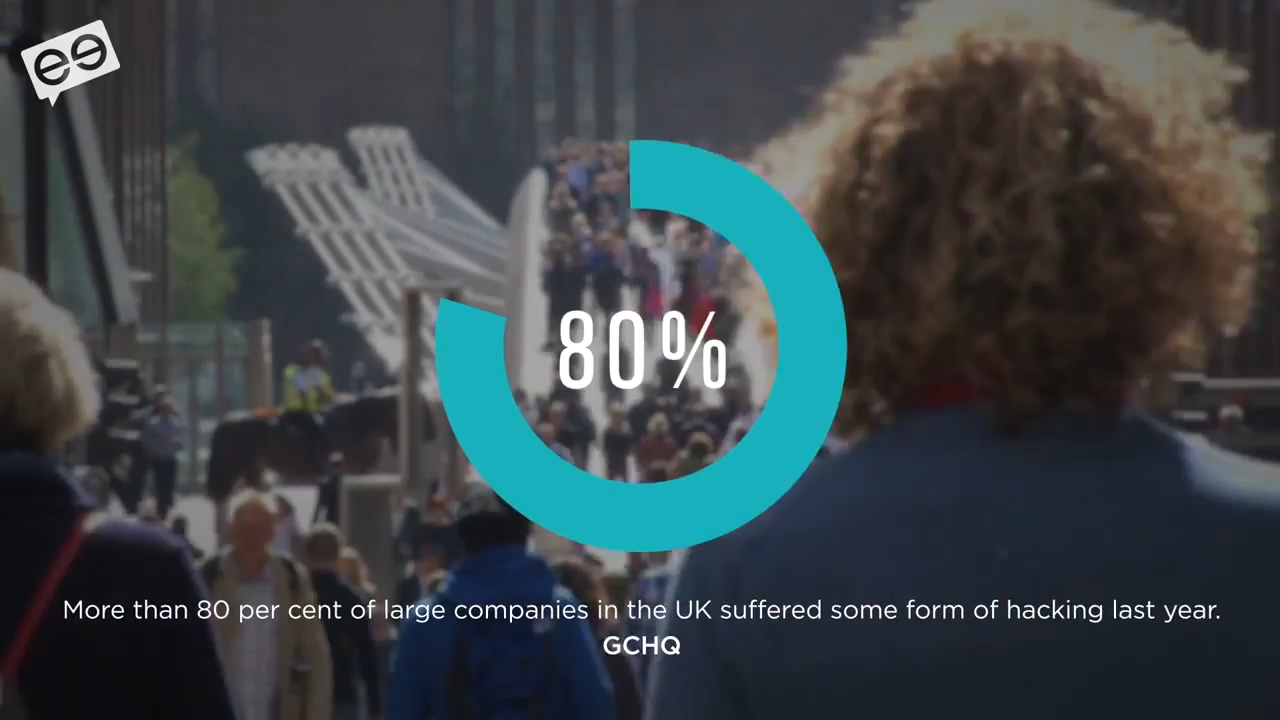 80%
More than 80 per cent of large companies in the UK suffered some form of hacking last year.
GCHQ